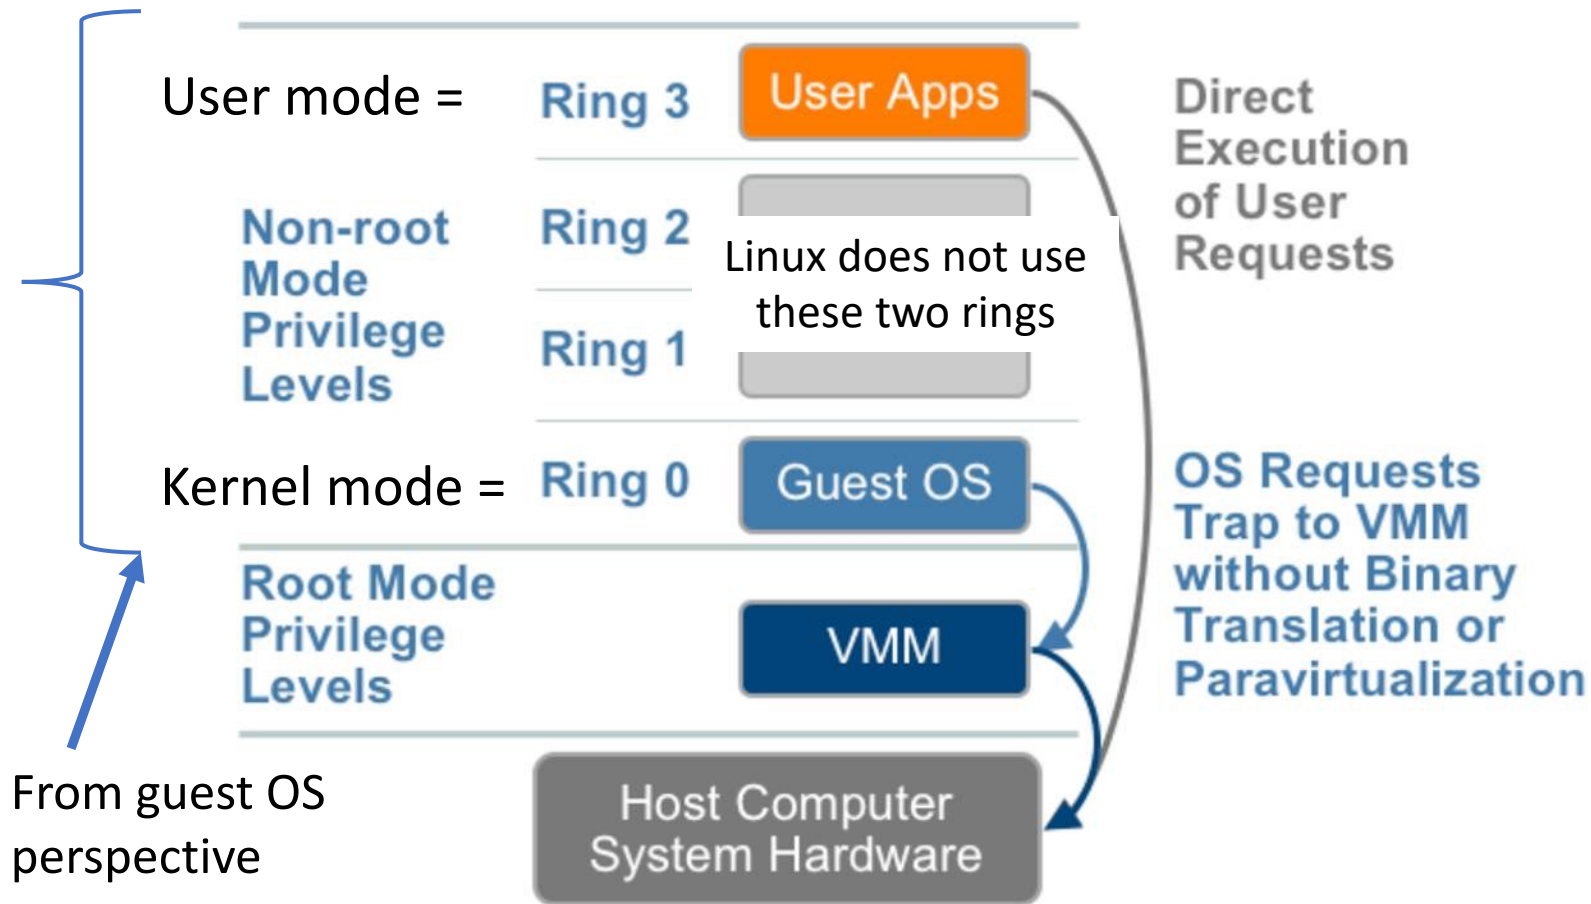 User mode =
Ring 3
User Apps
Direct
Execution
of User
Requests
Non-root
Mode
Privilege
Levels
Ring 2
Linux does not use
these two rings
Ring 1
Kernel mode =
Ring 0
Guest OS
OS Requests
Trap to VMM
without Binary
Translation or
Paravirtualization
Root Mode
Privilege
Levels
VMM
From guest OS
perspective
Host Computer
System Hardware